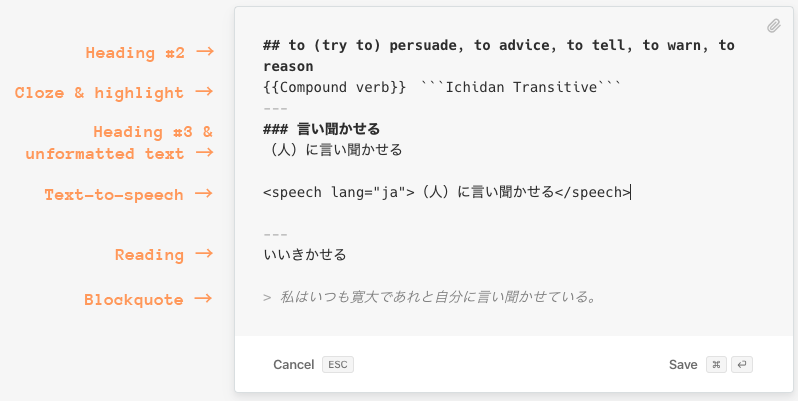 Heading #2 →
## to (try to) persuade, to advice, to tell, to warn, to
reason
Cloze & highlight →
{{Compound verb}} ```Ichidan Transitive```
---
Heading #3 &
unformatted text →
### 言い聞かせる
（人）に言い聞かせる
Text-to-speech →
<speech lang="ja">（人）に言い聞かせる</speech>
---
Reading →
いいきかせる
Blockquote →
> 私はいつも寛大であれと自分に言い聞かせている。
Cancel ESC
Save ⌘ ↩